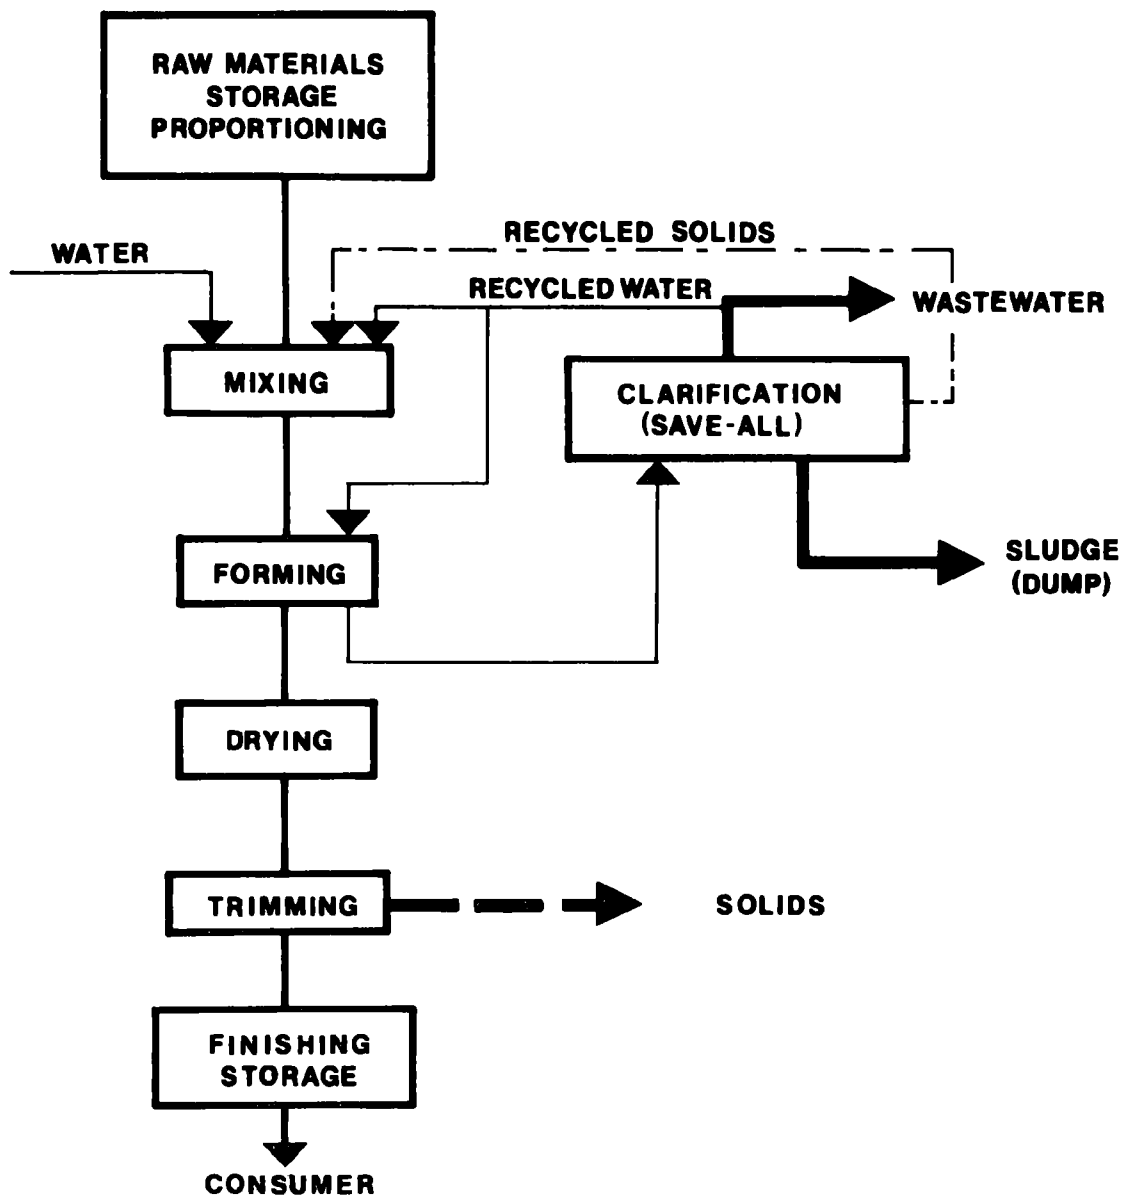 RAW MATERIALS
STORAGE
PROPORTIONING
WATER
RECYCLED SOLIDS
RECYCLED WATER
WASTEWATER
MIXING
CLARIFICATION
(SAVE-ALL)
FORMING
SLUDGE
(DUMP)
DRYING
TRIMMING
SOLIDS
FINISHING
STORAGE
CONSUMER